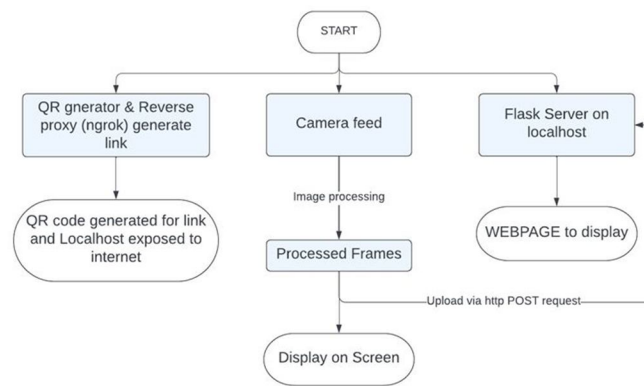 START
QR gnerator & Reverse
proxy (ngrok) generate
link
Camera feed
Flask Server on
localhost
Image processing
QR code generated for link
and Localhost exposed to
internet
WEBPAGE to display
Processed Frames
Upload via http POST request
Display on Screen